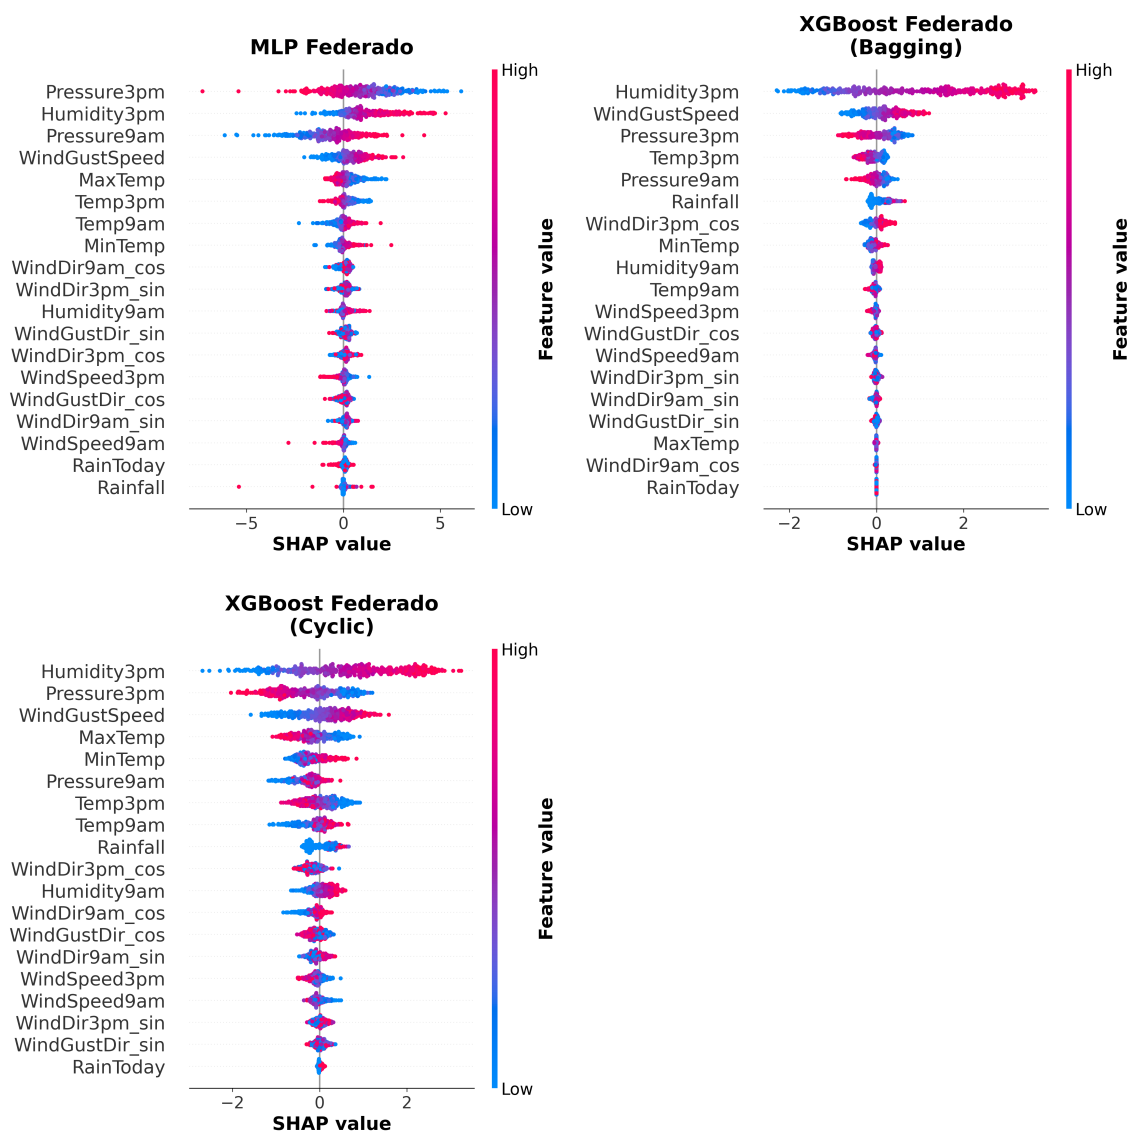 MLP Federado
High
Pressure3pm
Humidity3pm
Pressure9am
WindGustSpeed
MaxTemp
Temp3pm
Temp9am
MinTemp
WindDir9am_cos
WindDir3pm_sin
Humidity9am
WindGustDir_sin
WindDir3pm_cos
WindSpeed3pm
WindGustDir_cos
WindDir9am_sin
WindSpeed9am
RainToday
Rainfall
Low
Feature value
−5 0 5
SHAP value
XGBoost Federado
(Bagging)
High
Humidity3pm
WindGustSpeed
Pressure3pm
Temp3pm
Pressure9am
Rainfall
WindDir3pm_cos
MinTemp
Humidity9am
Temp9am
WindSpeed3pm
WindGustDir_cos
WindSpeed9am
WindDir3pm_sin
WindDir9am_sin
WindGustDir_sin
MaxTemp
WindDir9am_cos
RainToday
Low
Feature value
−2 0 2
SHAP value
XGBoost Federado
(Cyclic)
High
Humidity3pm
Pressure3pm
WindGustSpeed
MaxTemp
MinTemp
Pressure9am
Temp3pm
Temp9am
Rainfall
WindDir3pm_cos
Humidity9am
WindDir9am_cos
WindGustDir_cos
WindDir9am_sin
WindSpeed3pm
WindSpeed9am
WindDir3pm_sin
WindGustDir_sin
RainToday
Low
Feature value
−2 0 2
SHAP value